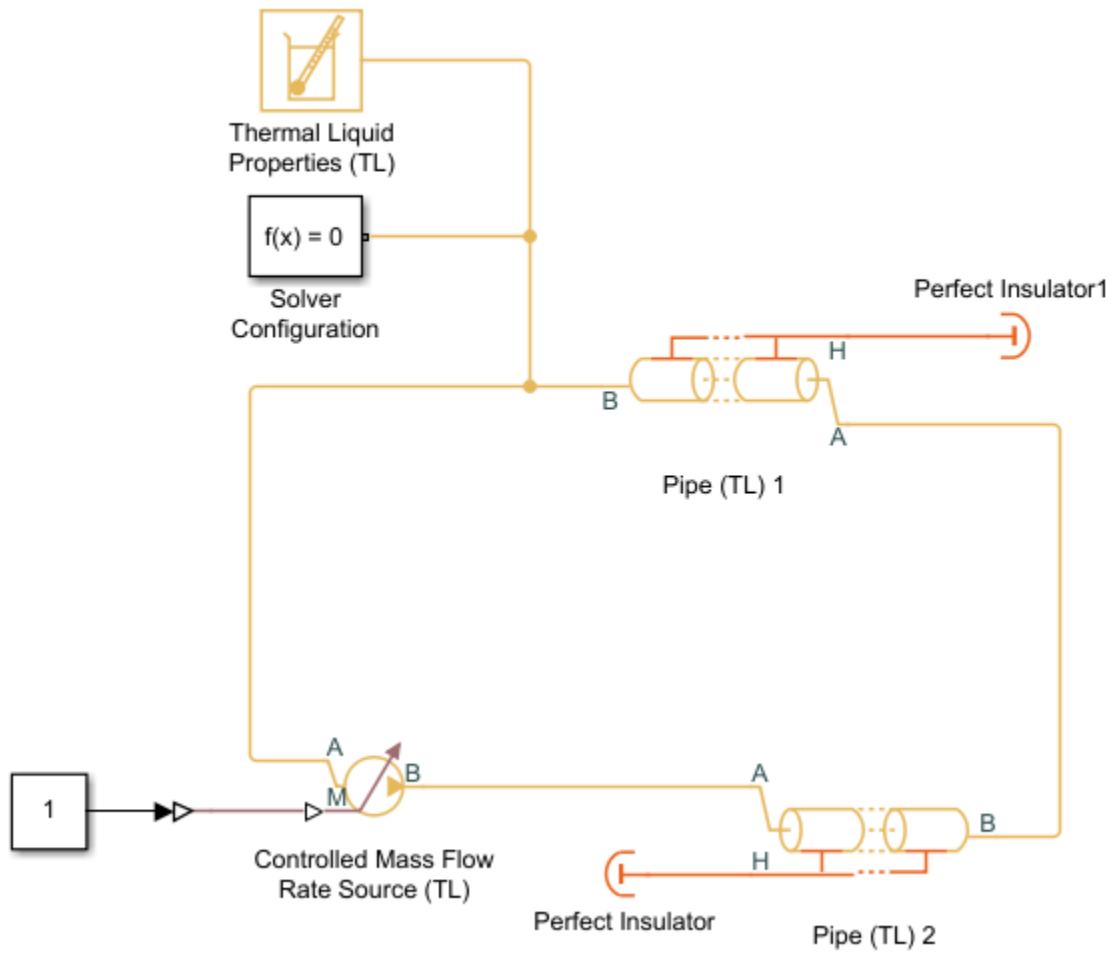 Thermal Liquid
Properties (TL)
f(x) = 0
Solver
Configuration
Perfect Insulator1
H
B
A
Pipe (TL) 1
A
B
A
M
1
B
H
Controlled Mass Flow
Rate Source (TL)
Perfect Insulator
Pipe (TL) 2